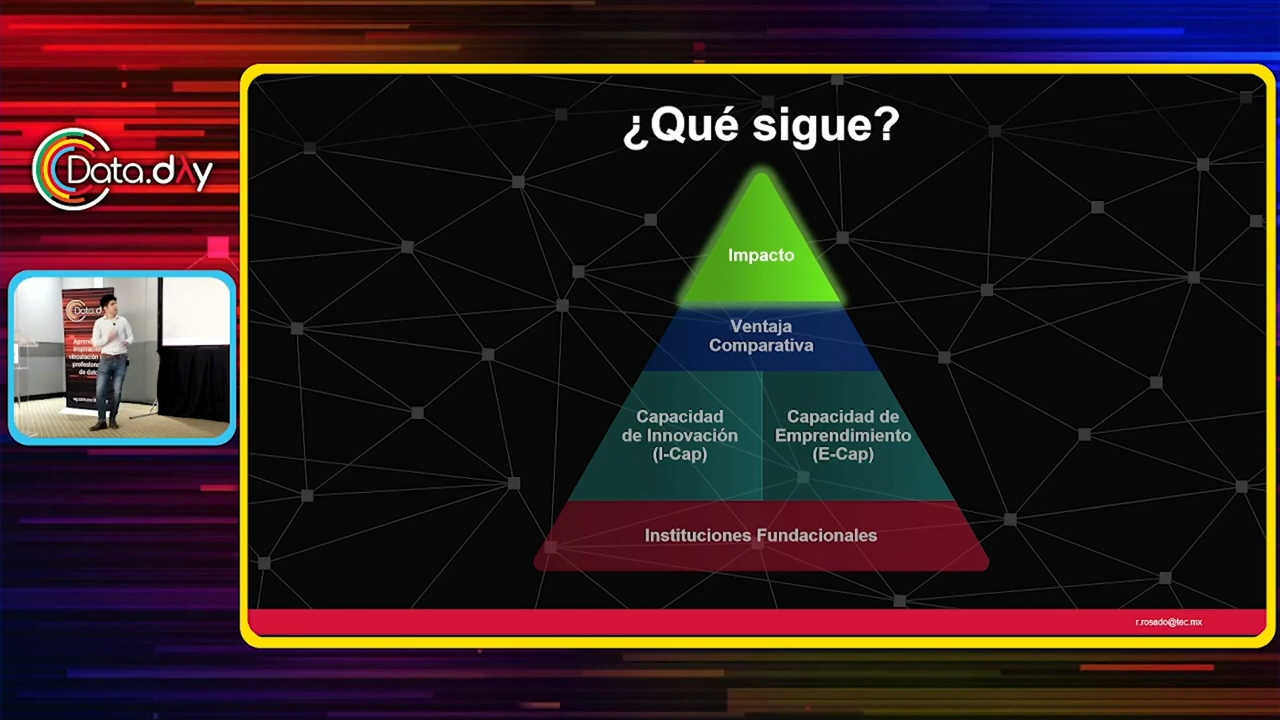 ¿Qué sigue?
Data.day
Impacto
Ventaja
Comparativa
Capacidad
de Innovación
(I-Cap)
Capacidad de
Emprendimiento
(E-Cap)
Instituciones Fundacionales
r.rosado@tec.mx